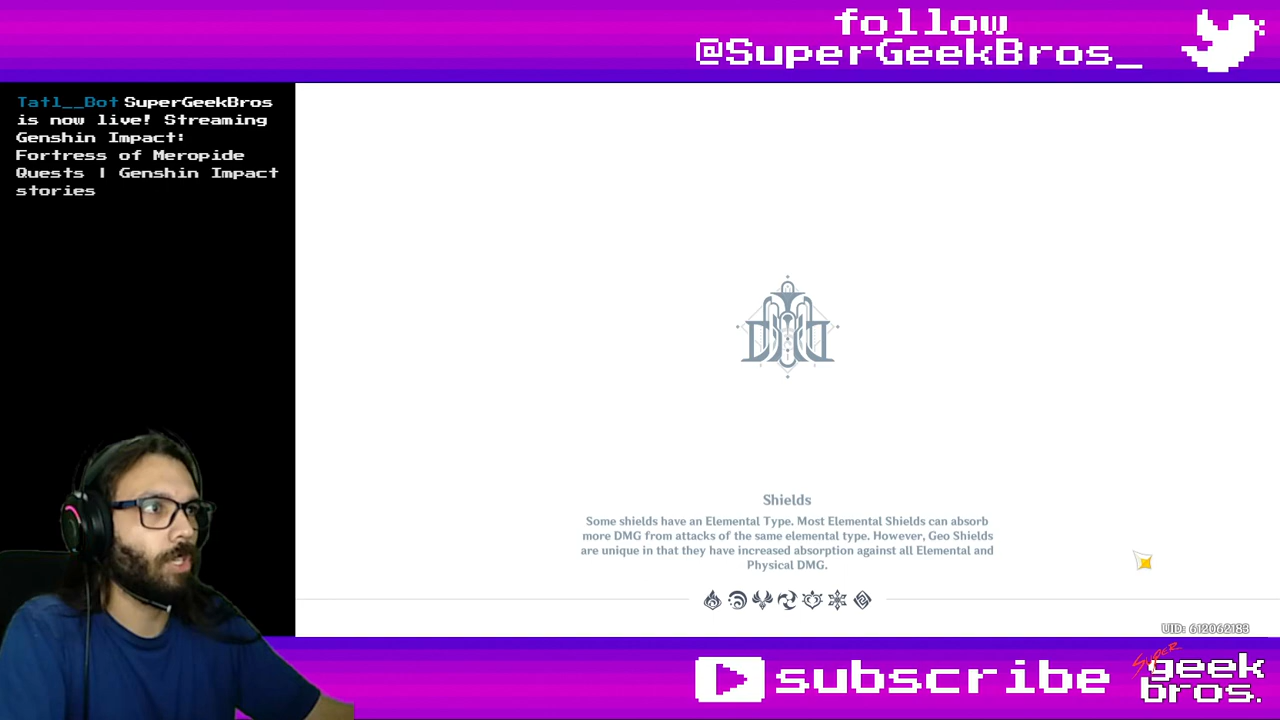 follow
@SuperGeekBros_
Tatl__Bot SuperGeekBros
is now live! Streaming
Genshin Impact:
Fortress of Meropide
Quests | Genshin Impact
stories
Shields
Some shields have an Elemental Type. Most Elemental Shields can absorb
more DMG from attacks of the same elemental type. However, Geo Shields
are unique in that they have increased absorption against all Elemental and
Physical DMG.
UID: 612062183
subscribe
super
geek
bros.